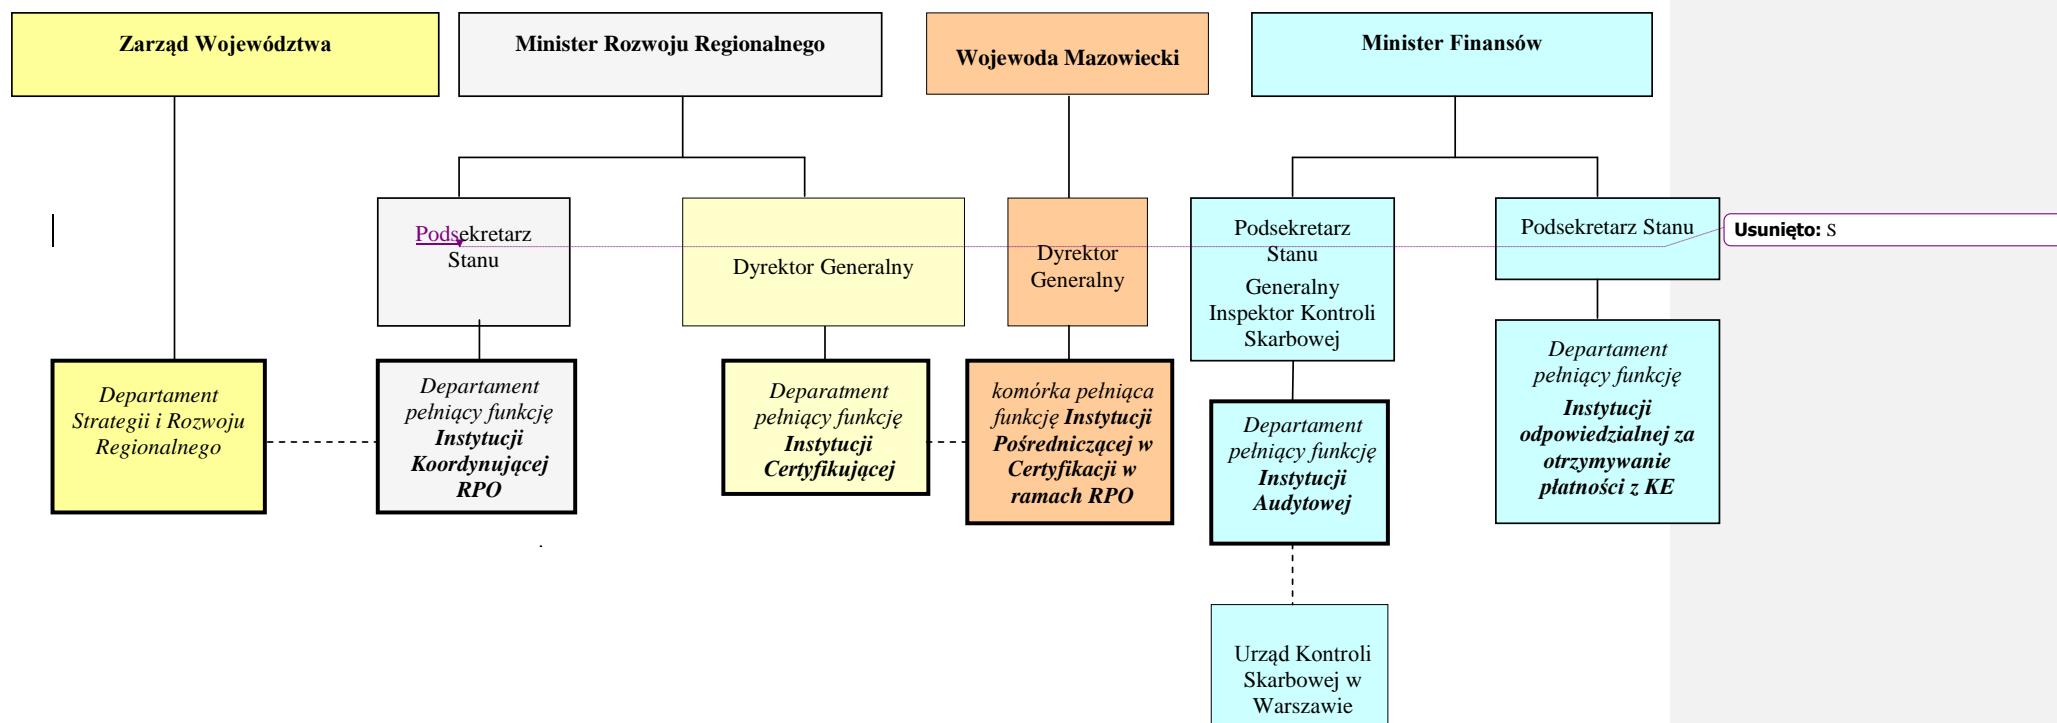 Zarząd Województwa
Minister Rozwoju Regionalnego
Wojewoda Mazowiecki
Minister Finansów
Podsekretarz
Stanu
Dyrektor Generalny
Dyrektor
Generalny
Podsekretarz
Stanu
Generalny
Inspektor Kontroli
Skarbowej
Podsekretarz Stanu
Usunięto: S
Departament
Strategii i Rozwoju
Regionalnego
Departament
pełniący funkcję
Instytucji
Koordynującej
RPO
Deparatment
pełniący funkcję
Instytucji
Certyfikującej
komórka pełniąca
funkcję Instytucji
Pośredniczącej w
Certyfikacji w
ramach RPO
Departament
pełniący funkcję
Instytucji
Audytowej
Departament
pełniący funkcję
Instytucji
odpowiedzialnej za
otrzymywanie
płatności z KE
Urząd Kontroli
Skarbowej w
Warszawie